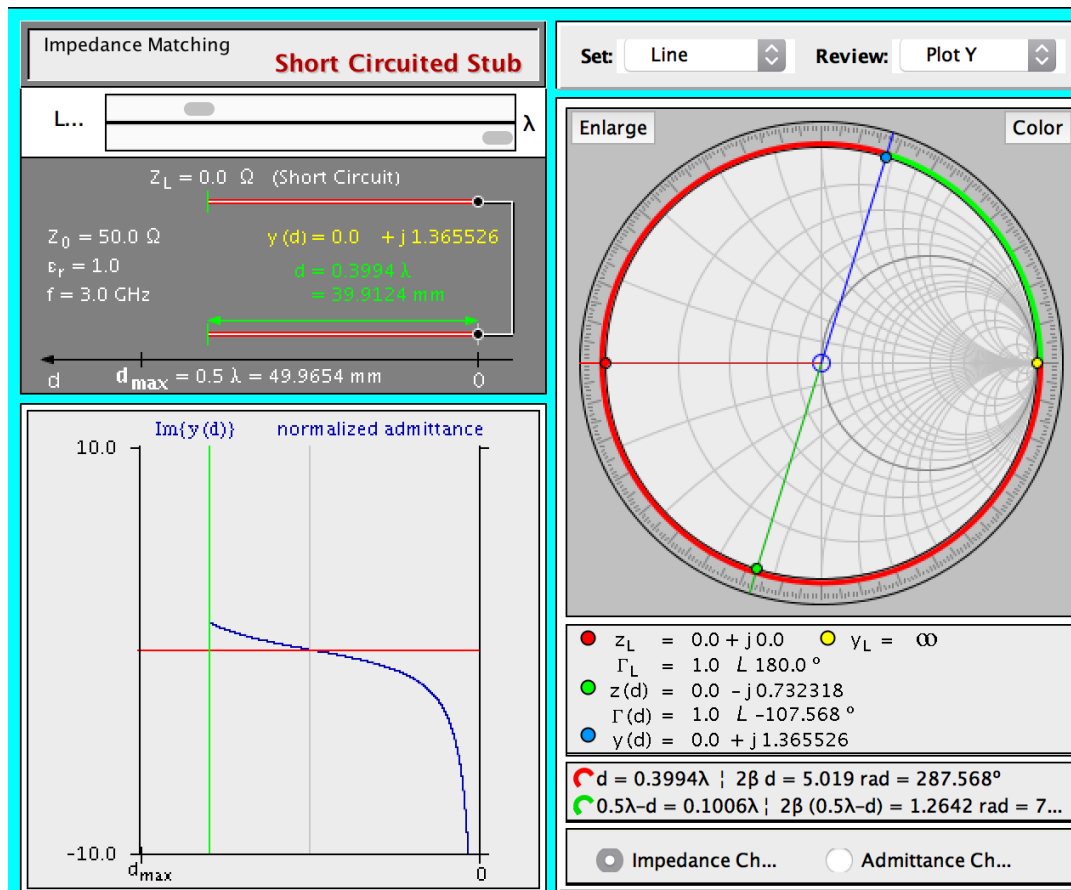 Impedance Matching
Short Circuited Stub
Set: Line Review: Plot Y
L... λ
Z_L = 0.0 Ω (Short Circuit)
Z_0 = 50.0 Ω y (d) = 0.0 + j 1.365526
ε_r = 1.0 d = 0.3994 λ
f = 3.0 GHz = 39.9124 mm
d d_max = 0.5 λ = 49.9654 mm 0
Enlarge Color
Im{y (d)} normalized admittance
10.0
-10.0
d_max 0
z_L = 0.0 + j 0.0 y_L = ∞
Γ_L = 1.0 ∠ 180.0 º
z (d) = 0.0 -j 0.732318
Γ (d) = 1.0 ∠ -107.568 º
y (d) = 0.0 + j 1.365526
d = 0.3994λ ¦ 2β d = 5.019 rad = 287.568º
0.5λ-d = 0.1006λ ¦ 2β (0.5λ-d) = 1.2642 rad = 7...
Impedance Ch... Admittance Ch...